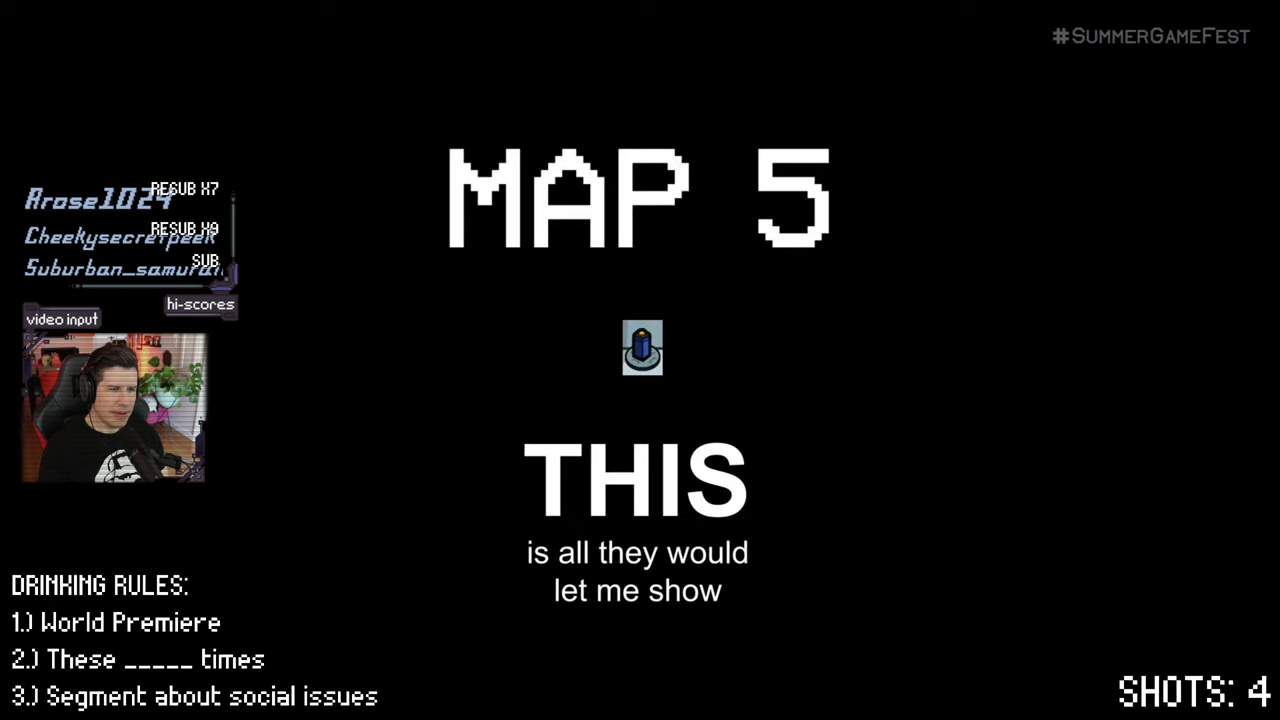 #SUMMERGAMEFEST
MAP 5
RESUB X7
Arose1024
RESUB X9
Cheekysecretpeek
SUB
Suburban_samurai
hi-scores
video input
THIS
is all they would
let me show
DRINKING RULES:
1.) World Premiere
2.) These _____ times
3.) Segment about social issues
SHOTS: 4